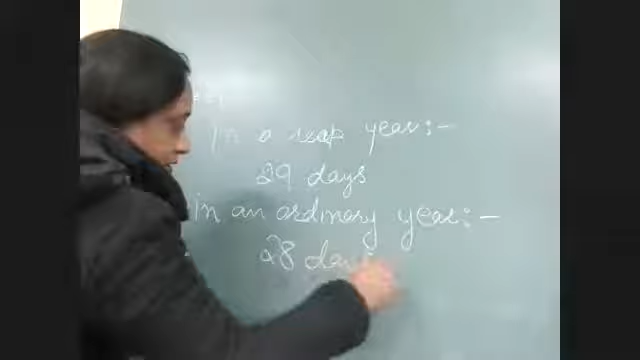 In a leap year:-
29 days
in an ordinary year:-
28 days